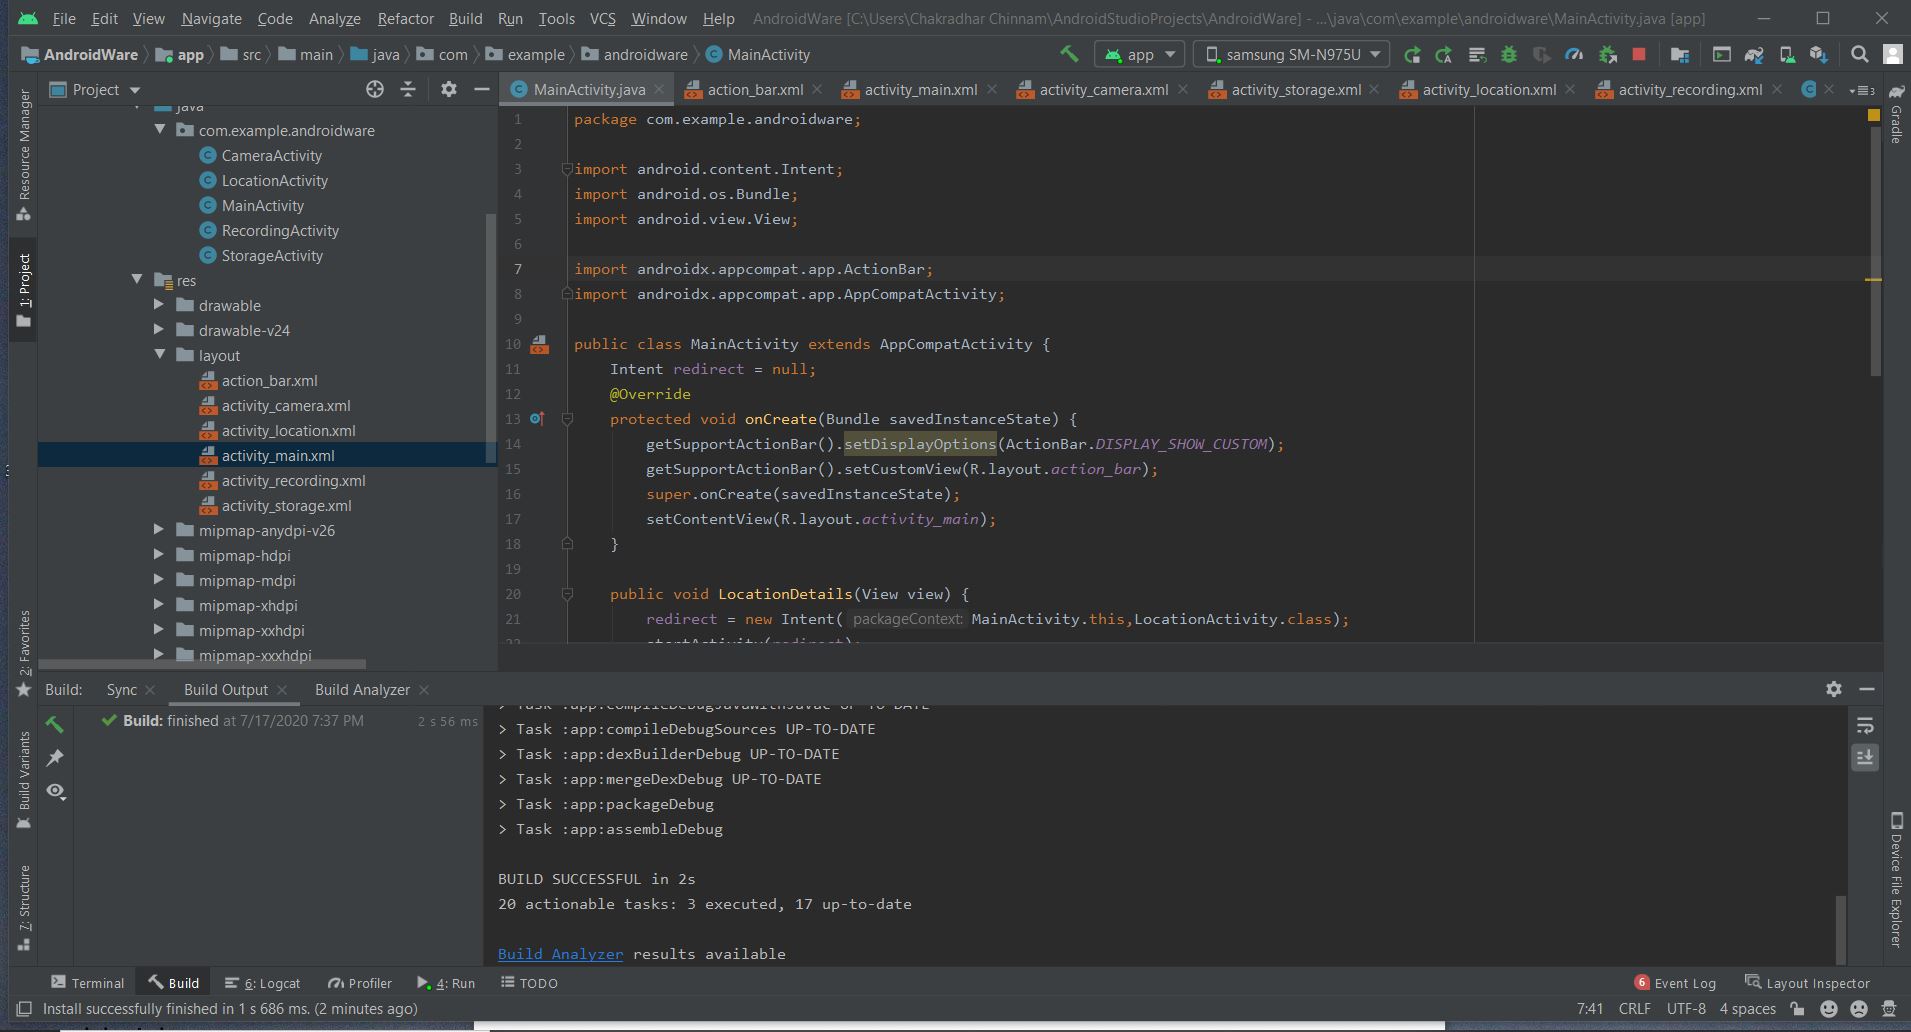 File Edit View Navigate Code Analyze Refactor Build Run Tools VCS Window Help AndroidWare [C:\Users\Chakradhar Chinnam\AndroidStudioProjects\AndroidWare] - ...\java\com\example\androidware\MainActivity.java [app]
AndroidWare app src main java com example androidware MainActivity app samsung SM-N975U
Project
MainActivity.java action_bar.xml activity_main.xml activity_camera.xml activity_storage.xml activity_location.xml activity_recording.xml
Resource Manager
1: Project
2: Favorites
Build Variants
7: Structure
java
com.example.androidware
CameraActivity
LocationActivity
MainActivity
RecordingActivity
StorageActivity
res
drawable
drawable-v24
layout
action_bar.xml
activity_camera.xml
activity_location.xml
activity_main.xml
activity_recording.xml
activity_storage.xml
mipmap-anydpi-v26
mipmap-hdpi
mipmap-mdpi
mipmap-xhdpi
mipmap-xxhdpi
mipmap-xxxhdpi
1 package com.example.androidware;
2
3 import android.content.Intent;
4 import android.os.Bundle;
5 import android.view.View;
6
7 import androidx.appcompat.app.ActionBar;
8 import androidx.appcompat.app.AppCompatActivity;
9
10 public class MainActivity extends AppCompatActivity {
11 Intent redirect = null;
12 @Override
13 protected void onCreate(Bundle savedInstanceState) {
14 getSupportActionBar().setDisplayOptions(ActionBar.DISPLAY_SHOW_CUSTOM);
15 getSupportActionBar().setCustomView(R.layout.action_bar);
16 super.onCreate(savedInstanceState);
17 setContentView(R.layout.activity_main);
18 }
19
20 public void LocationDetails(View view) {
21 redirect = new Intent( packageContext: MainActivity.this,LocationActivity.class);
22 startActivity(redirect);
Gradle
Device File Explorer
Build: Sync Build Output Build Analyzer
Build: finished at 7/17/2020 7:37 PM 2 s 56 ms
> Task :app:compileDebugJavaWithJavac UP-TO-DATE
> Task :app:compileDebugSources UP-TO-DATE
> Task :app:dexBuilderDebug UP-TO-DATE
> Task :app:mergeDexDebug UP-TO-DATE
> Task :app:packageDebug
> Task :app:assembleDebug
BUILD SUCCESSFUL in 2s
20 actionable tasks: 3 executed, 17 up-to-date
Build Analyzer results available
Terminal Build 6: Logcat Profiler 4: Run TODO 6 Event Log Layout Inspector
Install successfully finished in 1 s 686 ms. (2 minutes ago) 7:41 CRLF UTF-8 4 spaces